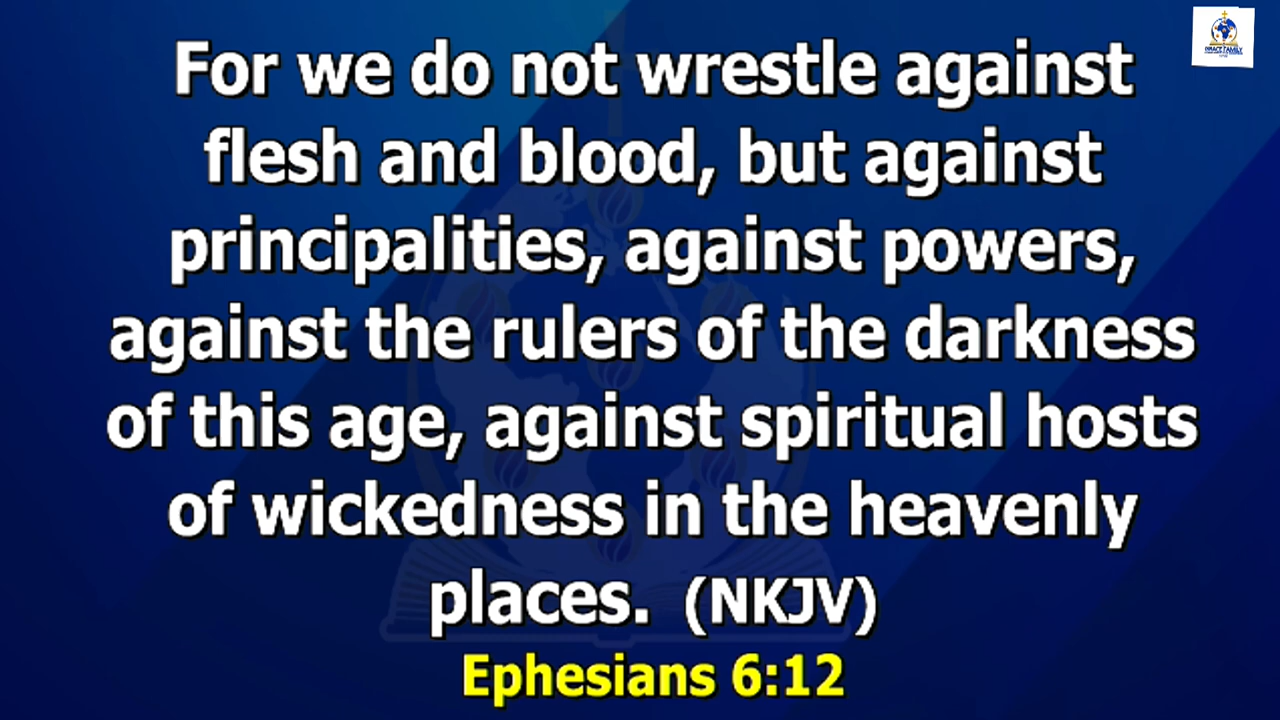 For we do not wrestle against
flesh and blood, but against
principalities, against powers,
against the rulers of the darkness
of this age, against spiritual hosts
of wickedness in the heavenly
places. (NKJV)
Ephesians 6:12